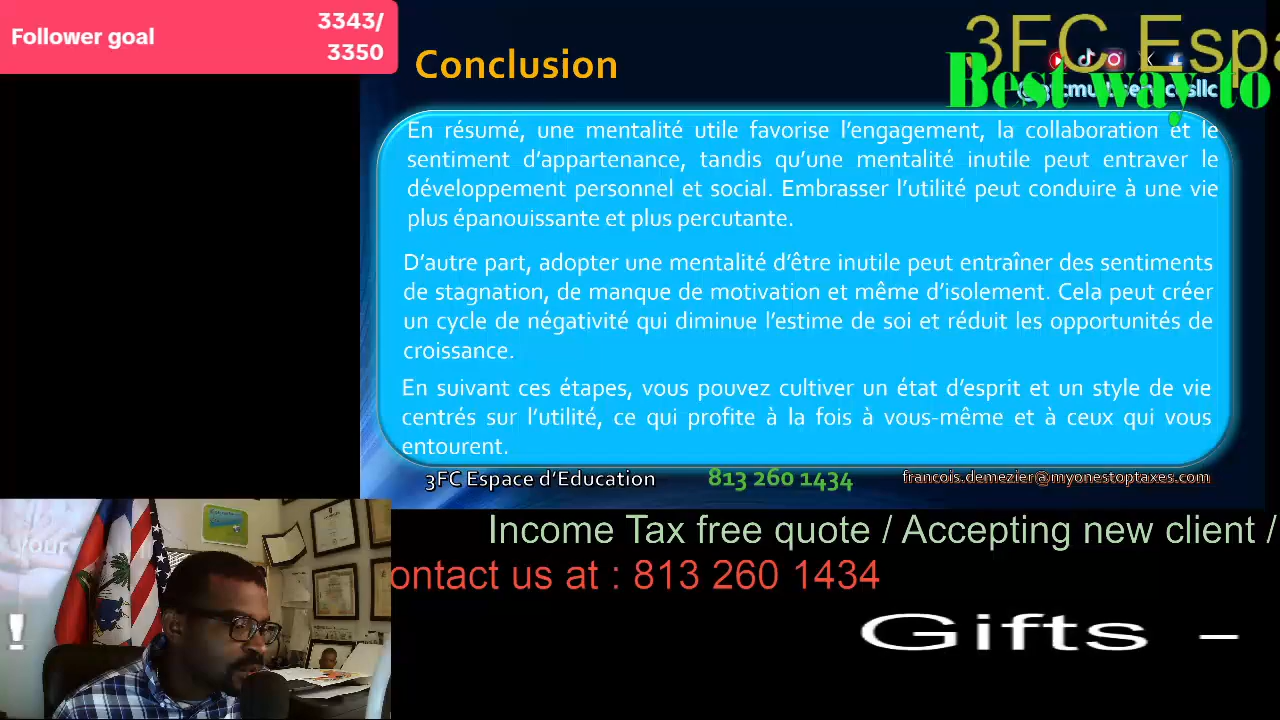 Follower goal
3343/
3350
3FC Espa
Conclusion
Best way to
En résumé, une mentalité utile favorise l'engagement, la collaboration et le
sentiment d'appartenance, tandis qu'une mentalité inutile peut entraver le
développement personnel et social. Embrasser l'utilité peut conduire à une vie
plus épanouissante et plus percutante.
D'autre part, adopter une mentalité d'être inutile peut entraîner des sentiments
de stagnation, de manque de motivation et même d'isolement. Cela peut créer
un cycle de négativité qui diminue l'estime de soi et réduit les opportunités de
croissance.
En suivant ces étapes, vous pouvez cultiver un état d'esprit et un style de vie
centrés sur l'utilité, ce qui profite à la fois à vous-même et à ceux qui vous
entourent.
3FC Espace d'Education
813 260 1434
francois.demezier@myonestoptaxes.com
Income Tax free quote / Accepting new client /
ontact us at : 813 260 1434
your
!
Gifts -